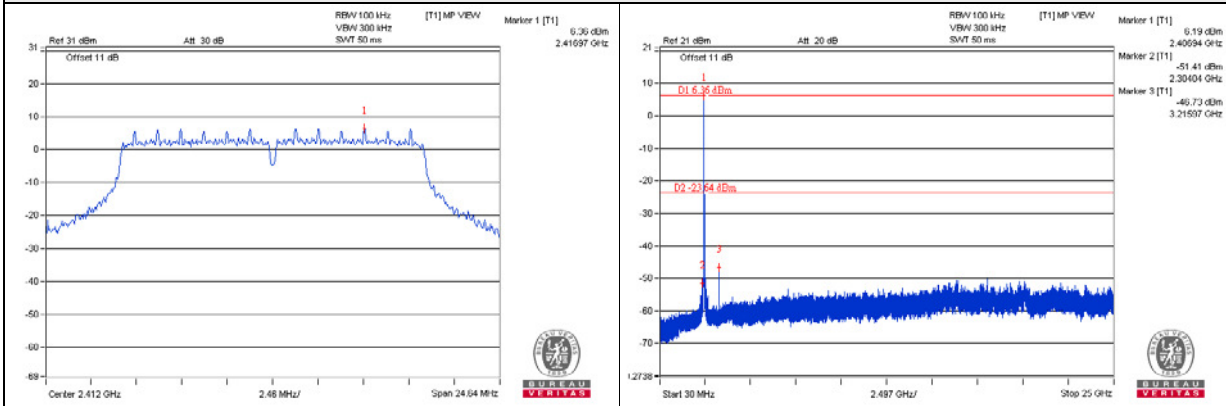 RBW 100 kHz
VBW 300 kHz
SWT 50 ms
[T1] MP VIEW
Marker 1 [T1]
6.36 dBm
2.41697 GHz
Ref 31 dBm
Att 30 dB
31
Offset 11 dB
20
10
0
-10
-20
-30
-40
-50
-60
-69
1
Center 2.412 GHz
2.46 MHz/
Span 24.64 MHz
BUREAU
VERITAS
RBW 100 kHz
VBW 300 kHz
SWT 50 ms
[T1] MP VIEW
Marker 1 [T1]
6.19 dBm
2.40694 GHz
Marker 2 [T1]
-51.41 dBm
2.30404 GHz
Marker 3 [T1]
-46.73 dBm
3.21597 GHz
Ref 21 dBm
Att 20 dB
21
Offset 11 dB
10
0
-10
-20
-30
-40
-50
-60
-70
1
D1 6.36 dBm
D2 -23.64 dBm
2
3
Start 30 MHz
2.497 GHz/
Stop 25 GHz
BUREAU
VERITAS